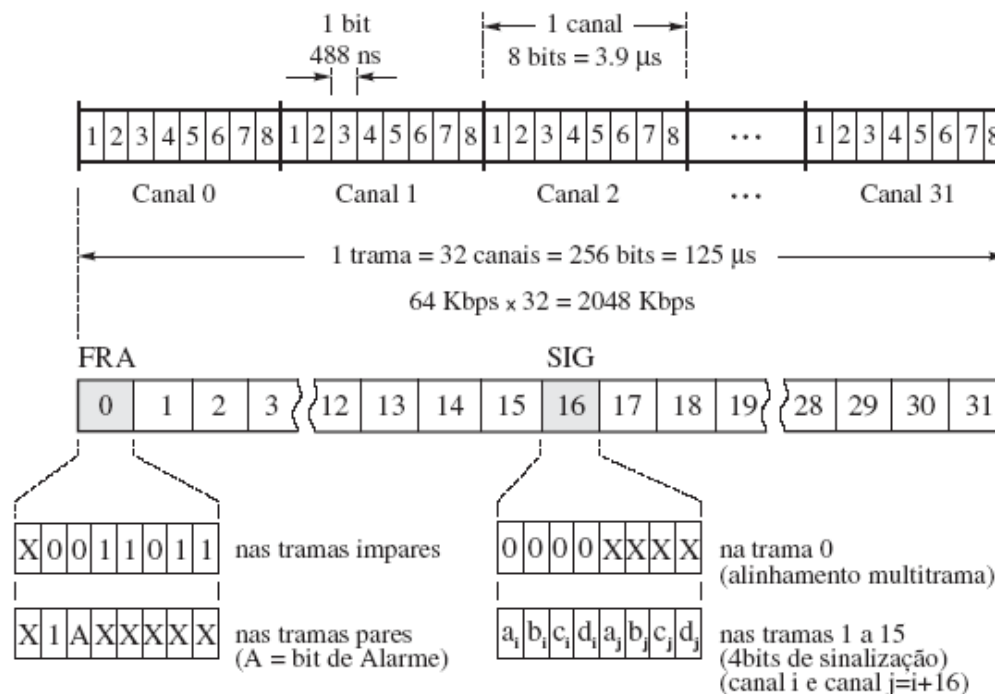 1 bit
488 ns
1 canal
8 bits = 3.9 µs
1 2 3 4 5 6 7 8 1 2 3 4 5 6 7 8 1 2 3 4 5 6 7 8 ... 1 2 3 4 5 6 7 8
Canal 0 Canal 1 Canal 2 ... Canal 31
1 trama = 32 canais = 256 bits = 125 µs
64 Kbps x 32 = 2048 Kbps
FRA SIG
0 1 2 3 12 13 14 15 16 17 18 19 28 29 30 31
X 0 0 1 1 0 1 1 nas tramas impares
0 0 0 0 X X X X na trama 0
(alinhamento multitrama)
X 1 A X X X X X nas tramas pares
(A = bit de Alarme)
ai bi ci di aj bj cj dj nas tramas 1 a 15
(4bits de sinalização)
(canal i e canal j=i+16)